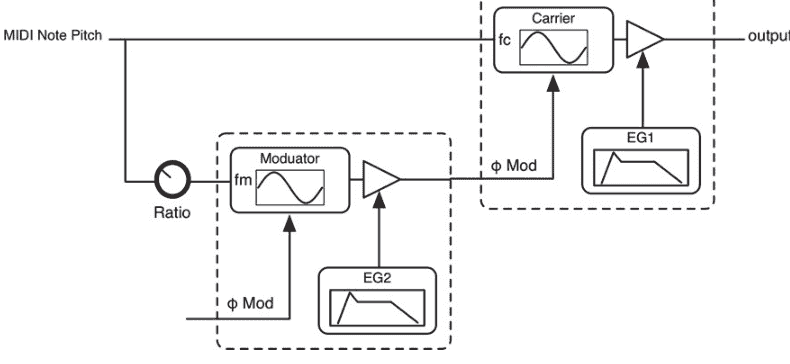 Carrier
MIDI Note Pitch
fc
output
EG1
Moduator
ϕ Mod
fm
Ratio
EG2
ϕ Mod